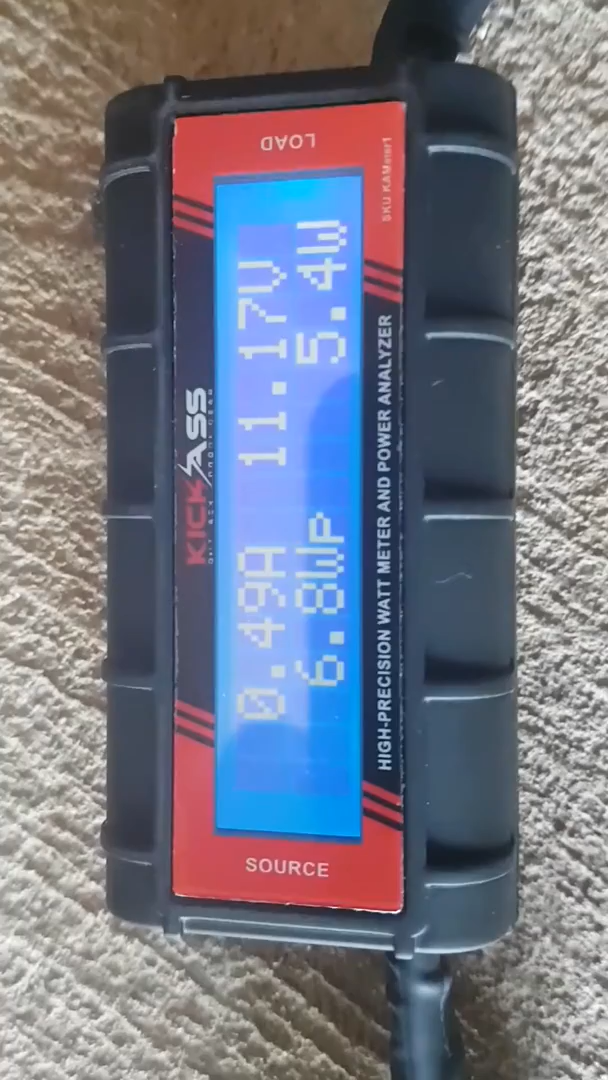 LOAD
SKU KAMeter1
KICKASS
0.49A 11.17V
6.8Wp 5.4W
HIGH-PRECISION WATT METER AND POWER ANALYZER
SOURCE